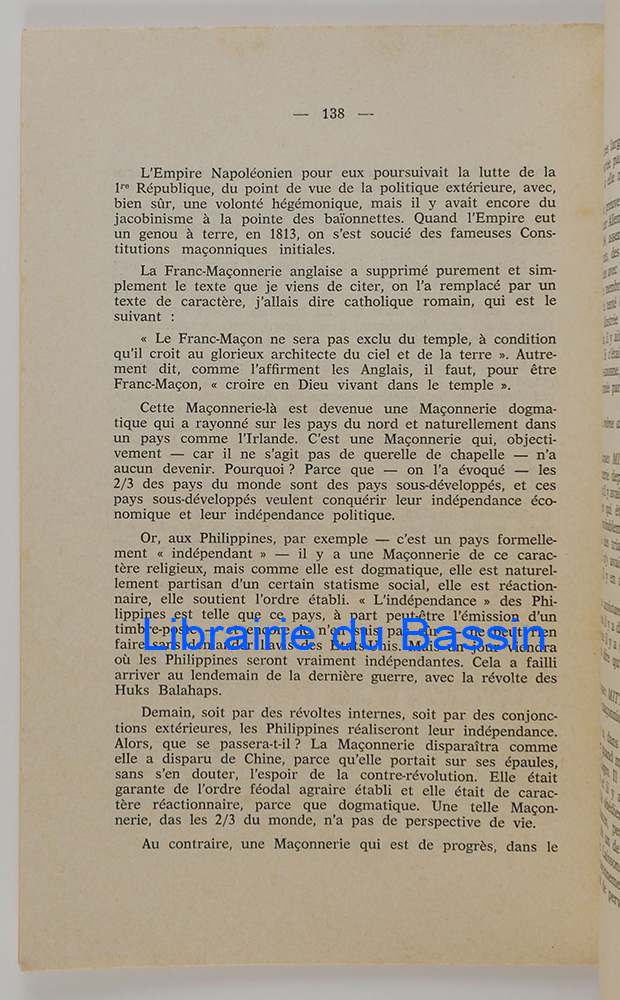 — 138 —
L'Empire Napoléonien pour eux poursuivait la lutte de la
1re République, du point de vue de la politique extérieure, avec,
bien sûr, une volonté hégémonique, mais il y avait encore du
jacobinisme à la pointe des baïonnettes. Quand l'Empire eut
un genou à terre, en 1813, on s'est soucié des fameuses Cons-
titutions maçonniques initiales.
La Franc-Maçonnerie anglaise a supprimé purement et sim-
plement le texte que je viens de citer, on l'a remplacé par un
texte de caractère, j'allais dire catholique romain, qui est le
suivant :
« Le Franc-Maçon ne sera pas exclu du temple, à condition
qu'il croit au glorieux architecte du ciel et de la terre ». Autre-
ment dit, comme l'affirment les Anglais, il faut, pour être
Franc-Maçon, « croire en Dieu vivant dans le temple ».
Cette Maçonnerie-là est devenue une Maçonnerie dogma-
tique qui a rayonné sur les pays du nord et naturellement dans
un pays comme l'Irlande. C'est une Maçonnerie qui, objecti-
vement — car il ne s'agit pas de querelle de chapelle — n'a
aucun devenir. Pourquoi ? Parce que — on l'a évoqué — les
2/3 des pays du monde sont des pays sous-développés, et ces
pays sous-développés veulent conquérir leur indépendance éco-
nomique et leur indépendance politique.
Or, aux Philippines, par exemple — c'est un pays formelle-
ment « indépendant » — il y a une Maçonnerie de ce carac-
tère religieux, mais comme elle est dogmatique, elle est naturel-
lement partisan d'un certain statisme social, elle est réaction-
naire, elle soutient l'ordre établi. « L'indépendance » des Phi-
lippines est telle que ce pays, à part peut-être l'émission d'un
timbre-poste
faire sans demander l'avis des Etats-Unis. Mais un jour viendra
où les Philippines seront vraiment indépendantes. Cela a failli
arriver au lendemain de la dernière guerre, avec la révolte des
Huks Balahaps.
Demain, soit par des révoltes internes, soit par des conjonc-
tions extérieures, les Philippines réaliseront leur indépendance.
Alors, que se passera-t-il ? La Maçonnerie disparaîtra comme
elle a disparu de Chine, parce qu'elle portait sur ses épaules,
sans s'en douter, l'espoir de la contre-révolution. Elle était
garante de l'ordre féodal agraire établi et elle était de carac-
tère réactionnaire, parce que dogmatique. Une telle Maçon-
nerie, das les 2/3 du monde, n'a pas de perspective de vie.
Au contraire, une Maçonnerie qui est de progrès, dans le
Librairie du Bassin